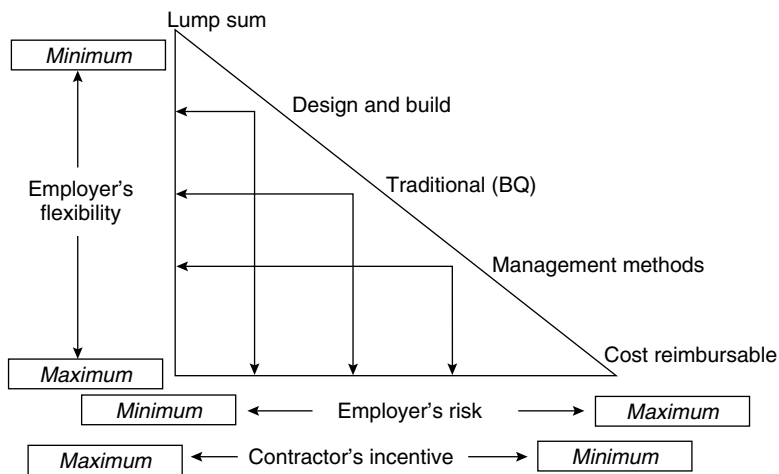 Lump sum
Minimum
Design and build
Employer's
flexibility
Traditional (BQ)
Management methods
Cost reimbursable
Maximum
Minimum
Employer's risk
Maximum
Maximum
Contractor's incentive
Minimum